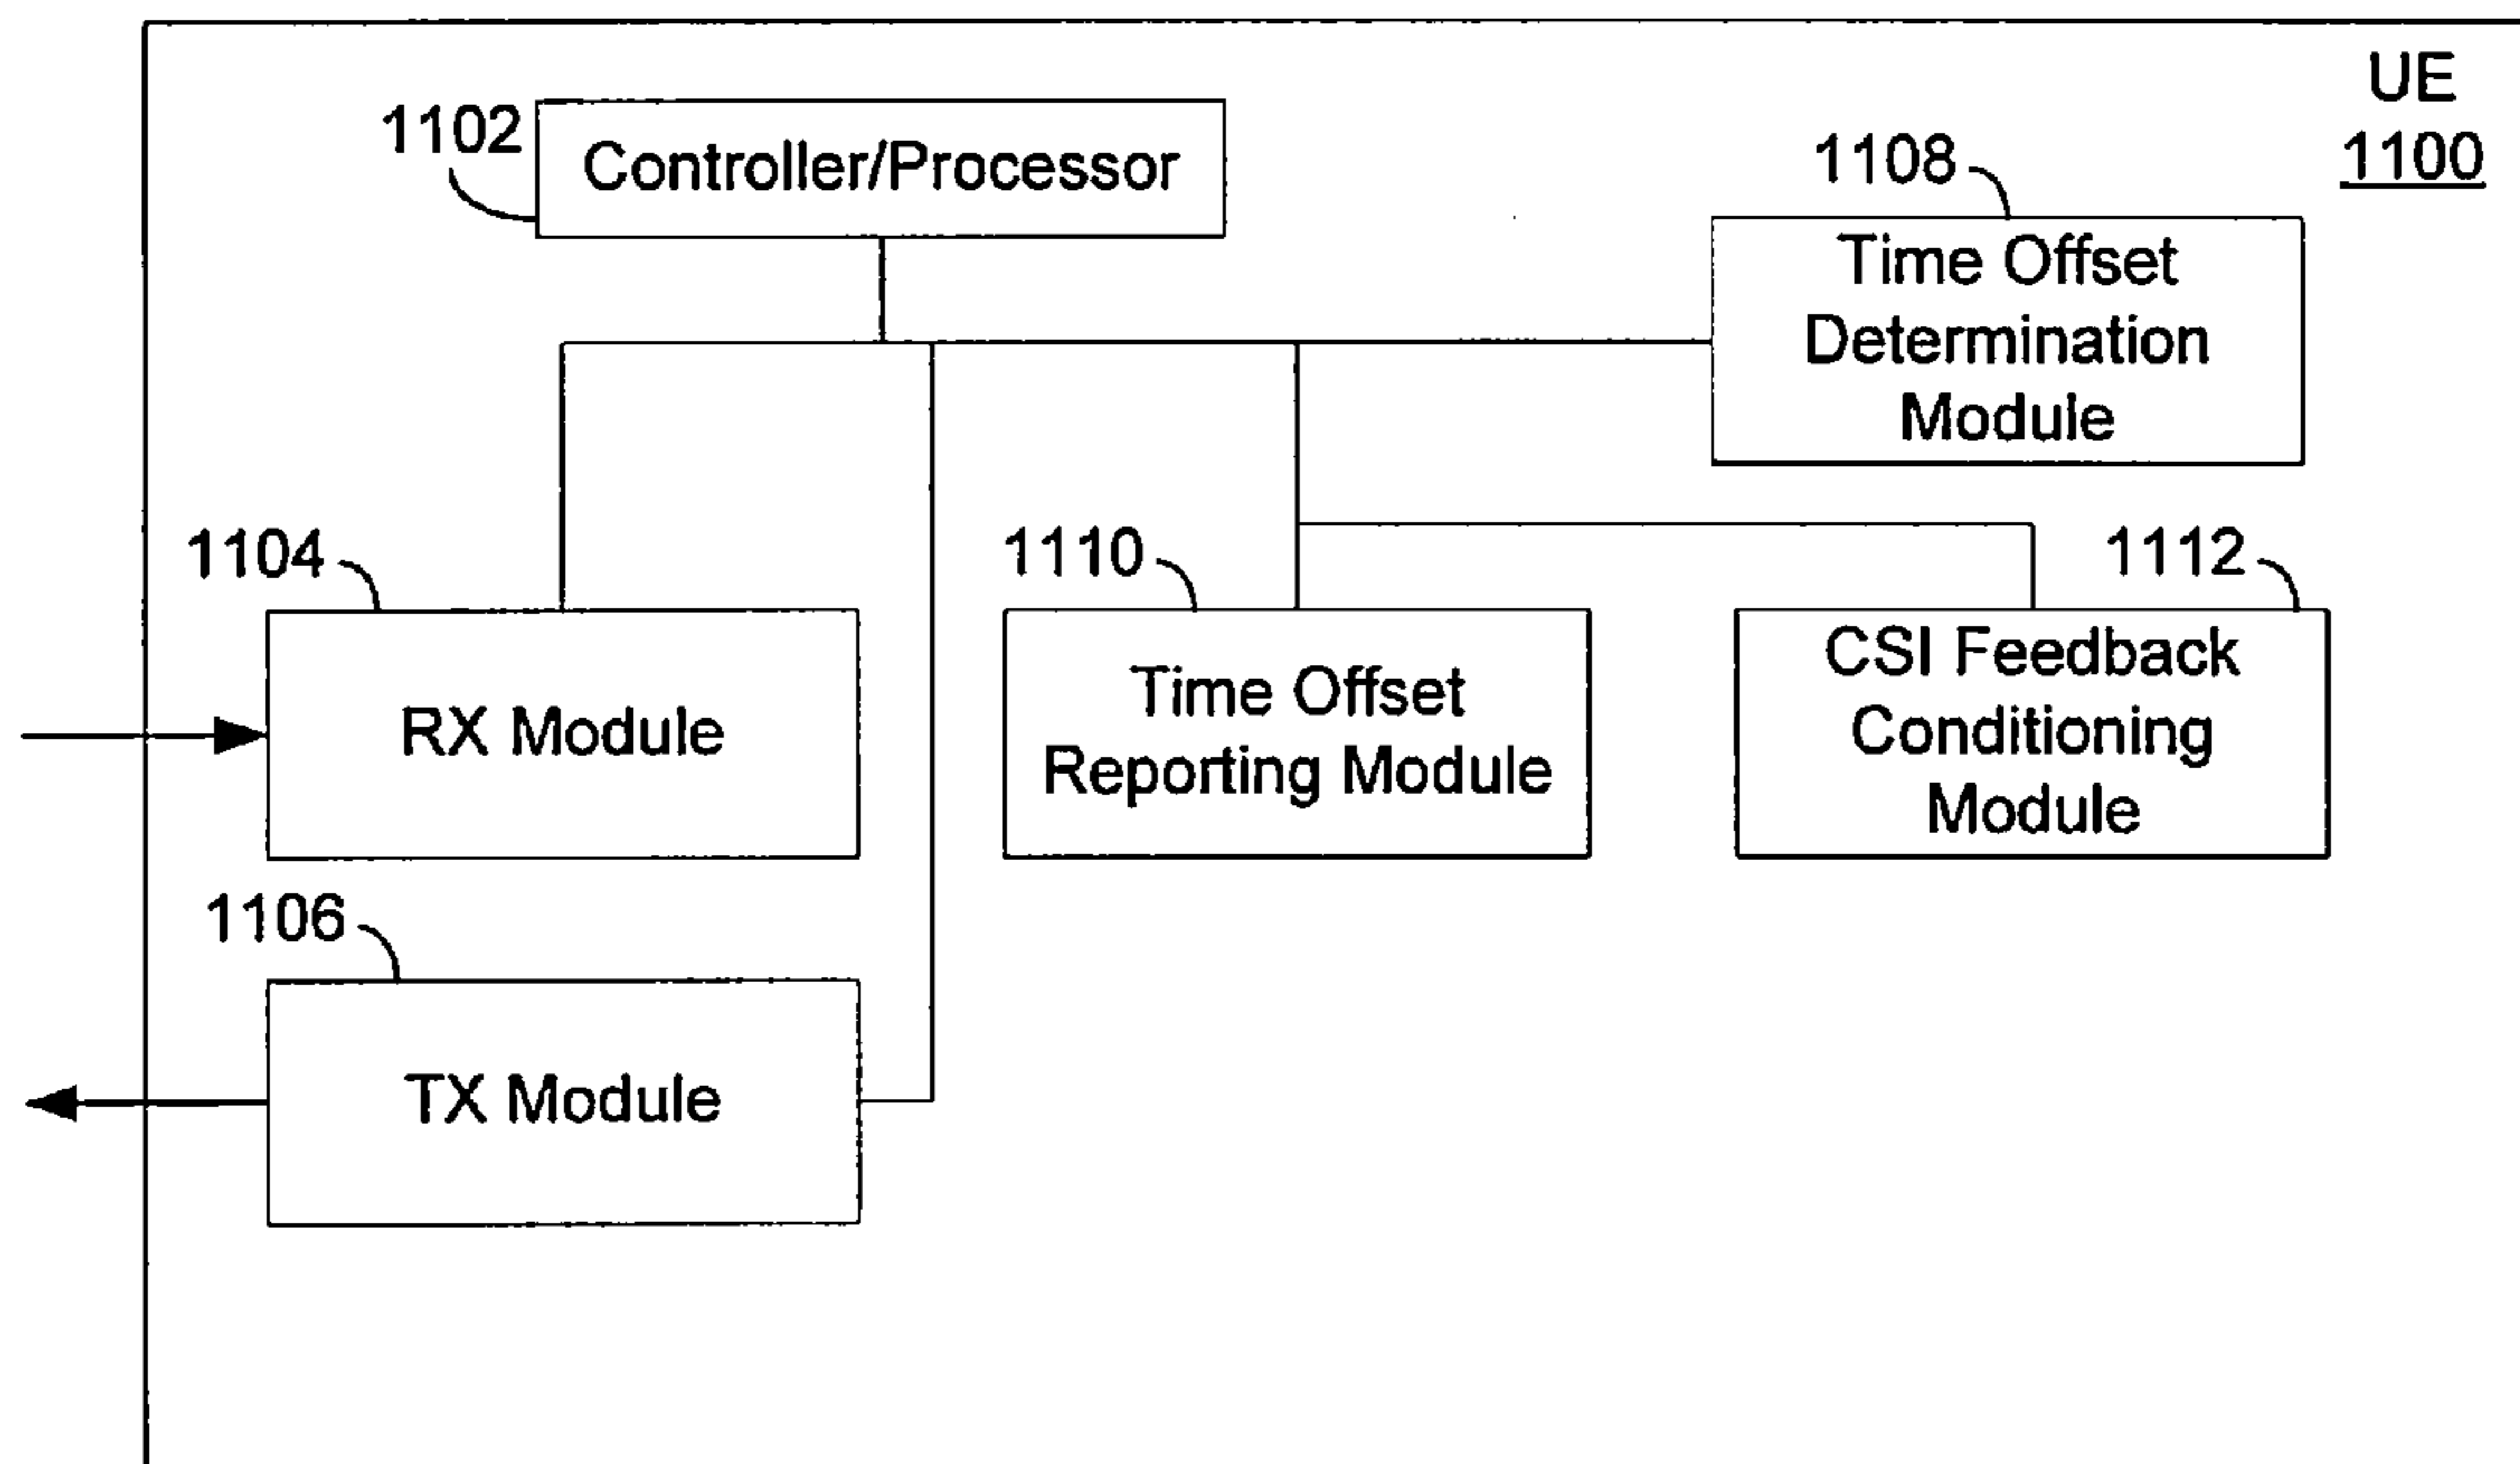 UE
1100
1102
Controller/Processor
1108
Time Offset
Determination
Module
1104
RX Module
1110
Time Offset
Reporting Module
1112
CSI Feedback
Conditioning
Module
1106
TX Module